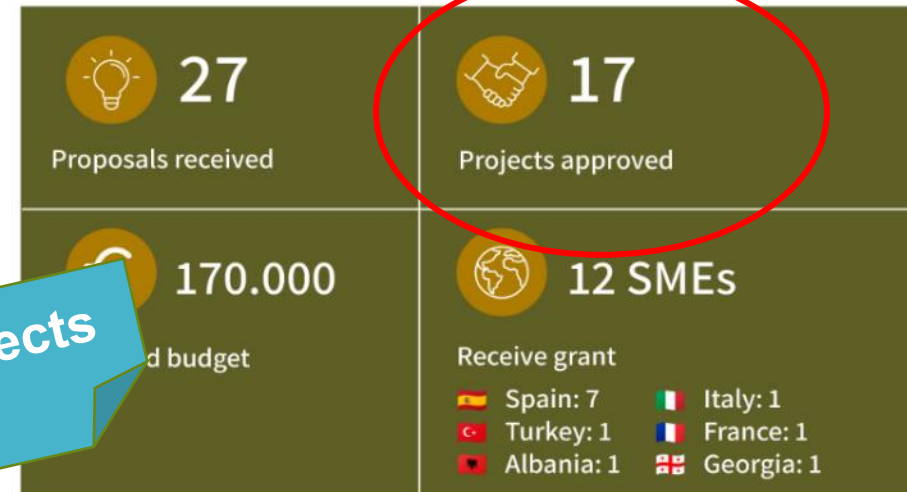 27
Proposals received
17
Projects approved
170.000
budget
12 SMEs
Receive grant
Spain: 7
Italy: 1
Turkey: 1
France: 1
Albania: 1
Georgia: 1